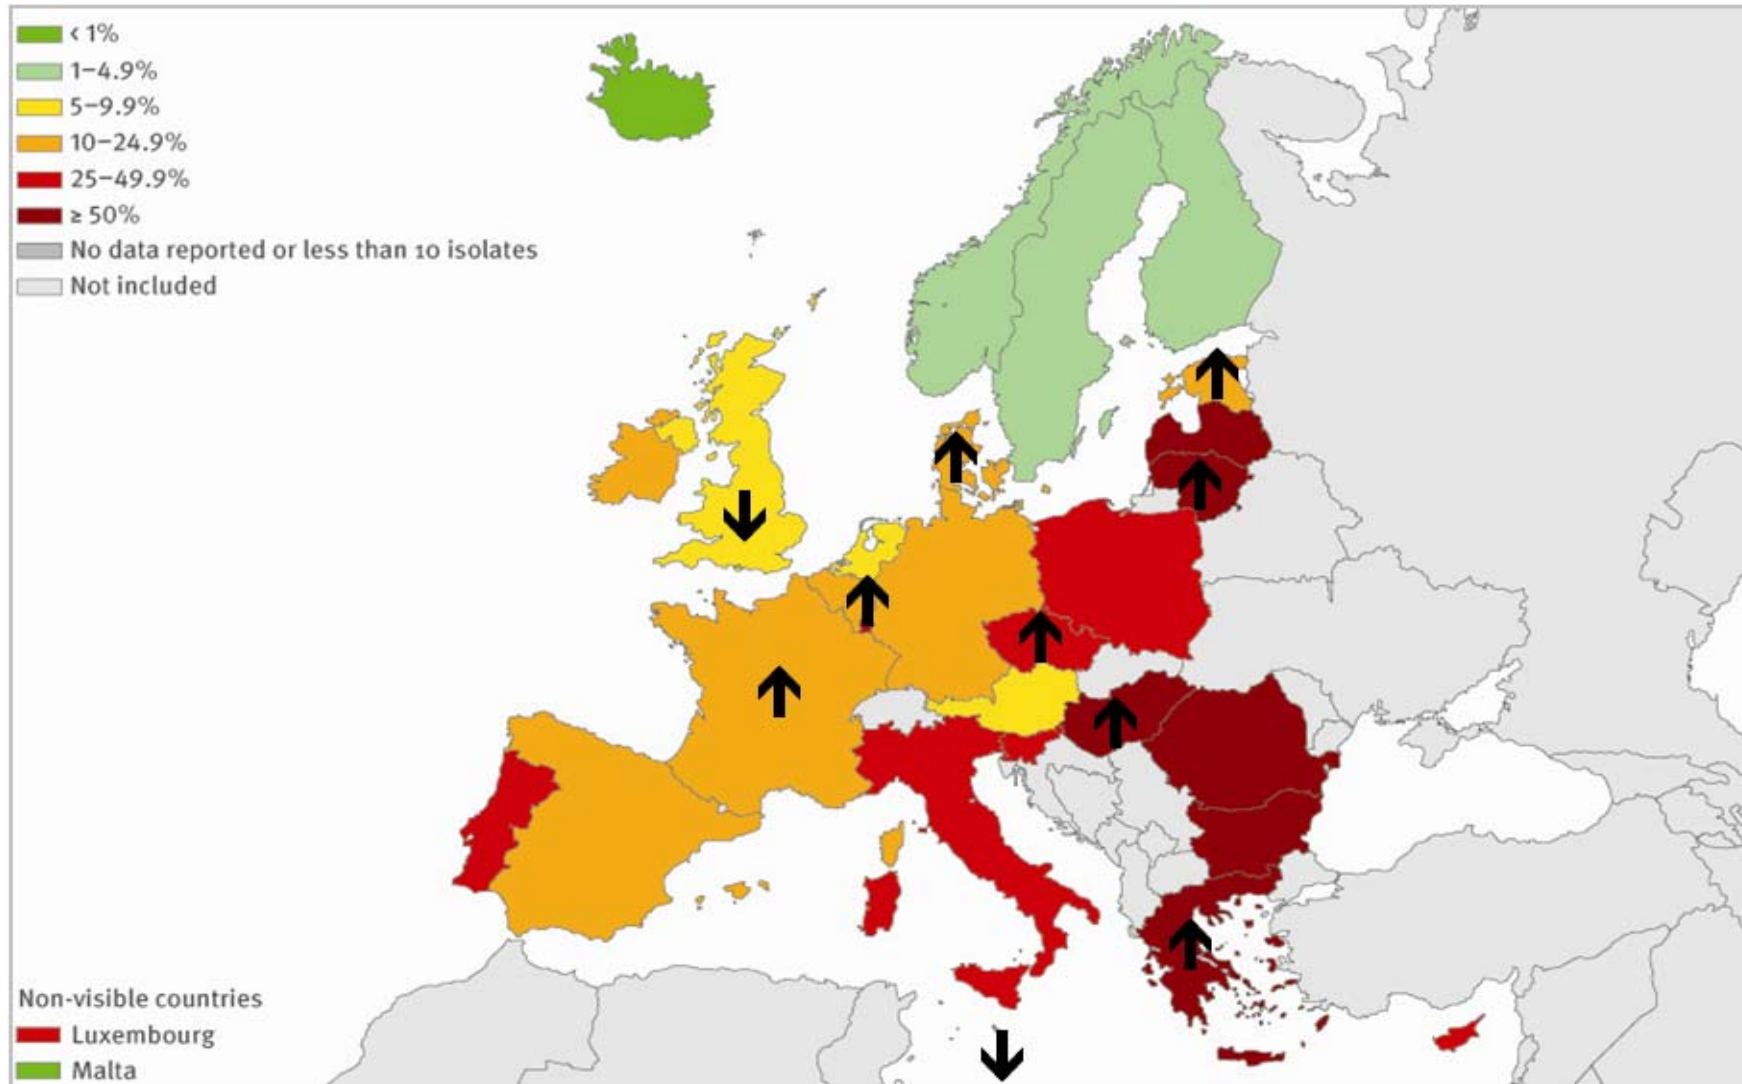 < 1%
1–4.9%
5–9.9%
10–24.9%
25–49.9%
≥ 50%
No data reported or less than 10 isolates
Not included
Non-visible countries
Luxembourg
Malta